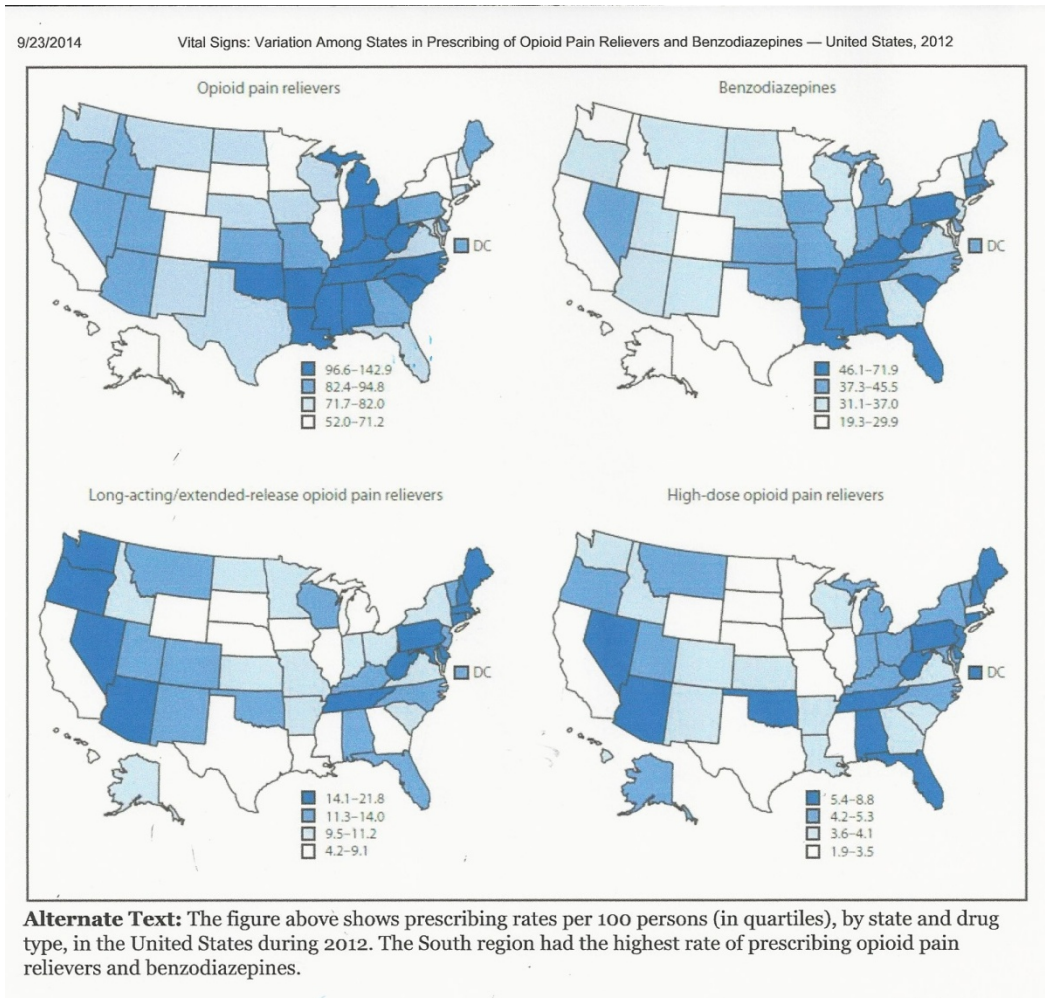 9/23/2014 Vital Signs: Variation Among States in Prescribing of Opioid Pain Relievers and Benzodiazepines — United States, 2012
Opioid pain relievers
DC
96.6–142.9
82.4–94.8
71.7–82.0
52.0–71.2
Benzodiazepines
DC
46.1–71.9
37.3–45.5
31.1–37.0
19.3–29.9
Long-acting/extended-release opioid pain relievers
DC
14.1–21.8
11.3–14.0
9.5–11.2
4.2–9.1
High-dose opioid pain relievers
DC
5.4–8.8
4.2–5.3
3.6–4.1
1.9–3.5
Alternate Text: The figure above shows prescribing rates per 100 persons (in quartiles), by state and drug
type, in the United States during 2012. The South region had the highest rate of prescribing opioid pain
relievers and benzodiazepines.